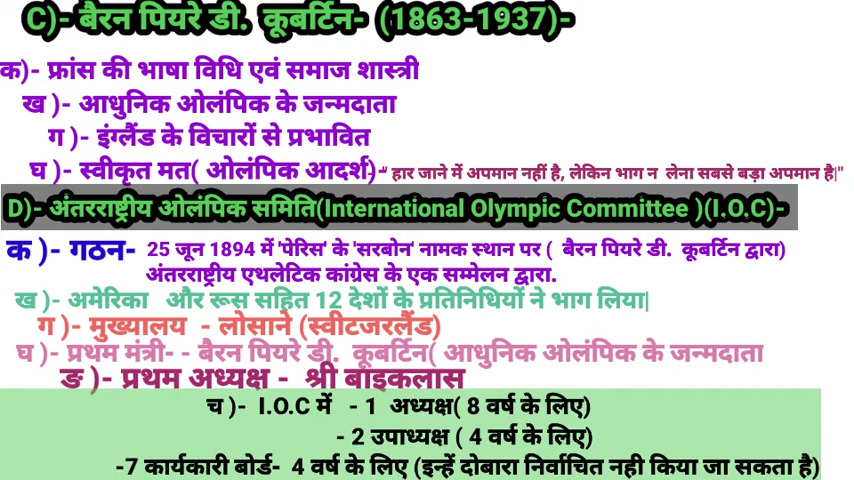 C)- बैरन पियरे डी. कूबर्टिन- (1863-1937)-
क)- फ्रांस की भाषा विधि एवं समाज शास्त्री
ख )- आधुनिक ओलंपिक के जन्मदाता
ग )- इंग्लैंड के विचारों से प्रभावित
घ )- स्वीकृत मत( ओलंपिक आदर्श)-" हार जाने में अपमान नहीं है, लेकिन भाग न लेना सबसे बड़ा अपमान है|"
D)- अंतरराष्ट्रीय ओलंपिक समिति(International Olympic Committee )(I.O.C)-
क )- गठन- 25 जून 1894 में 'पेरिस' के 'सरबोन' नामक स्थान पर ( बैरन पियरे डी. कूबर्टिन द्वारा)
अंतरराष्ट्रीय एथलेटिक कांग्रेस के एक सम्मेलन द्वारा.
ख )- अमेरिका और रूस सहित 12 देशों के प्रतिनिधियों ने भाग लिया|
ग )- मुख्यालय - लोसाने (स्वीटजरलैंड)
घ )- प्रथम मंत्री- - बैरन पियरे डी. कूबर्टिन( आधुनिक ओलंपिक के जन्मदाता
ङ )- प्रथम अध्यक्ष - श्री बाइकलास
च )- I.O.C में - 1 अध्यक्ष( 8 वर्ष के लिए)
- 2 उपाध्यक्ष ( 4 वर्ष के लिए)
-7 कार्यकारी बोर्ड- 4 वर्ष के लिए (इन्हें दोबारा निर्वाचित नही किया जा सकता है)